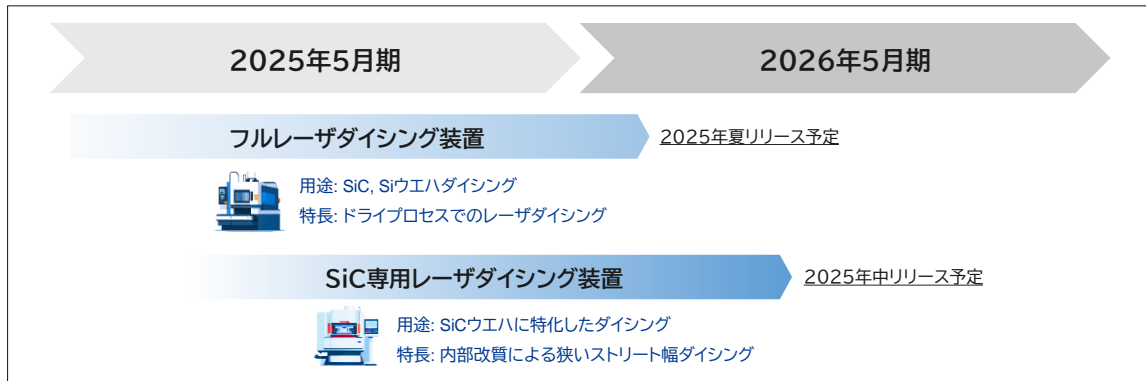 2025年5月期
2026年5月期
フルレーザダイシング装置
2025年夏リリース予定
用途: SiC, Siウエハダイシング
特長: ドライプロセスでのレーザダイシング
SiC専用レーザダイシング装置
2025年中リリース予定
用途: SiCウエハに特化したダイシング
特長: 内部改質による狭いストリート幅ダイシング